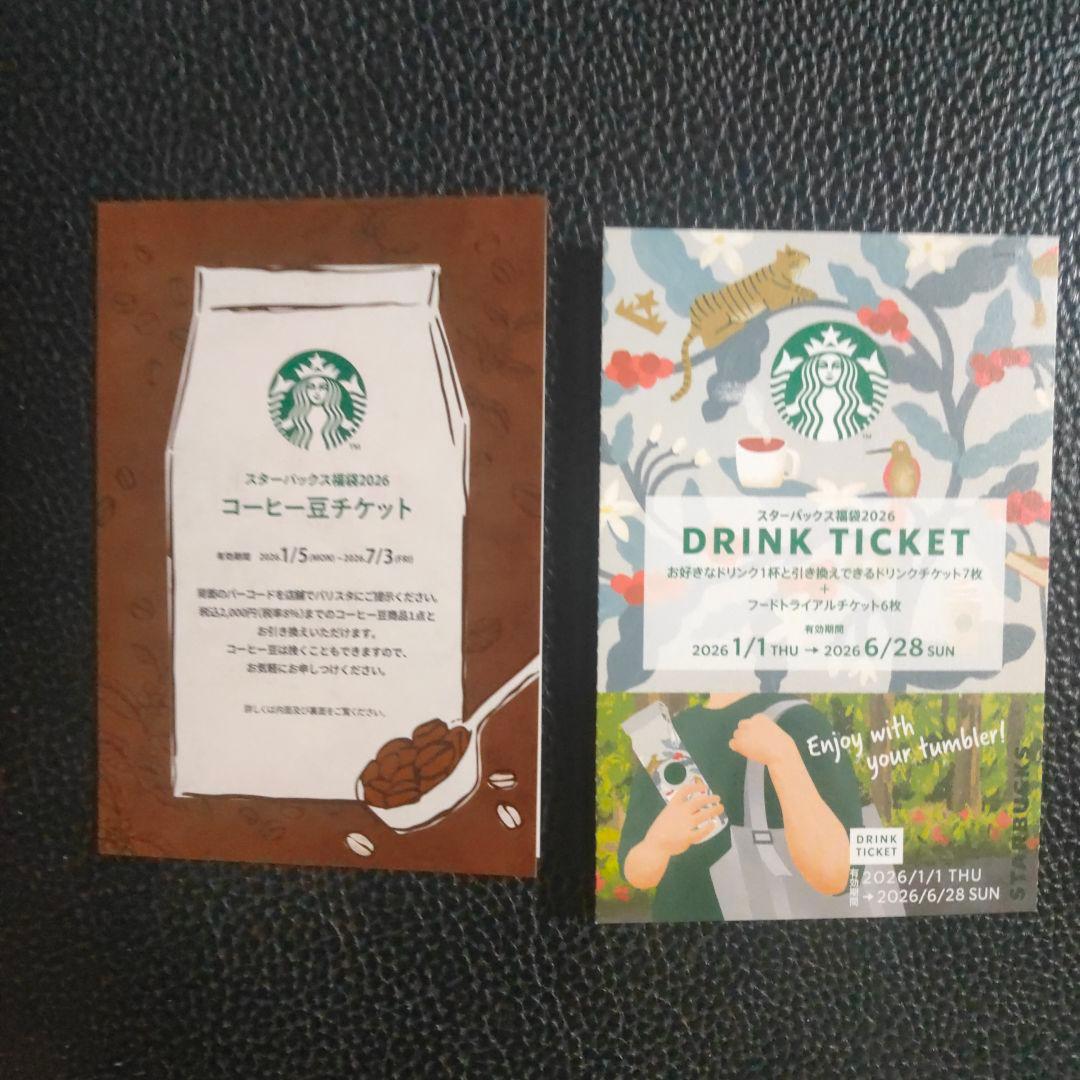 スターバックス福袋2026
コーヒー豆チケット
有効期間 2026.1/5(MON)-2026.7/3(FRI)
背面のバーコードを店舗でバリスタにご提示ください。
税込2,000円(税率8%)までのコーヒー豆商品1点と
お引き換えいただけます。
コーヒー豆は挽くこともできますので、
お気軽にお申しつけください。
詳しくは内面及び裏面をご覧ください。
TM
TM
スターバックス福袋2026
DRINK TICKET
お好きなドリンク1杯と引き換えできるドリンクチケット7枚
+
フードトライアルチケット6枚
有効期間
2026 1/1 THU → 2026 6/28 SUN
Enjoy with
your tumbler!
DRINK
TICKET
有効期間
2026/1/1 THU
→2026/6/28 SUN
STARBUCKS